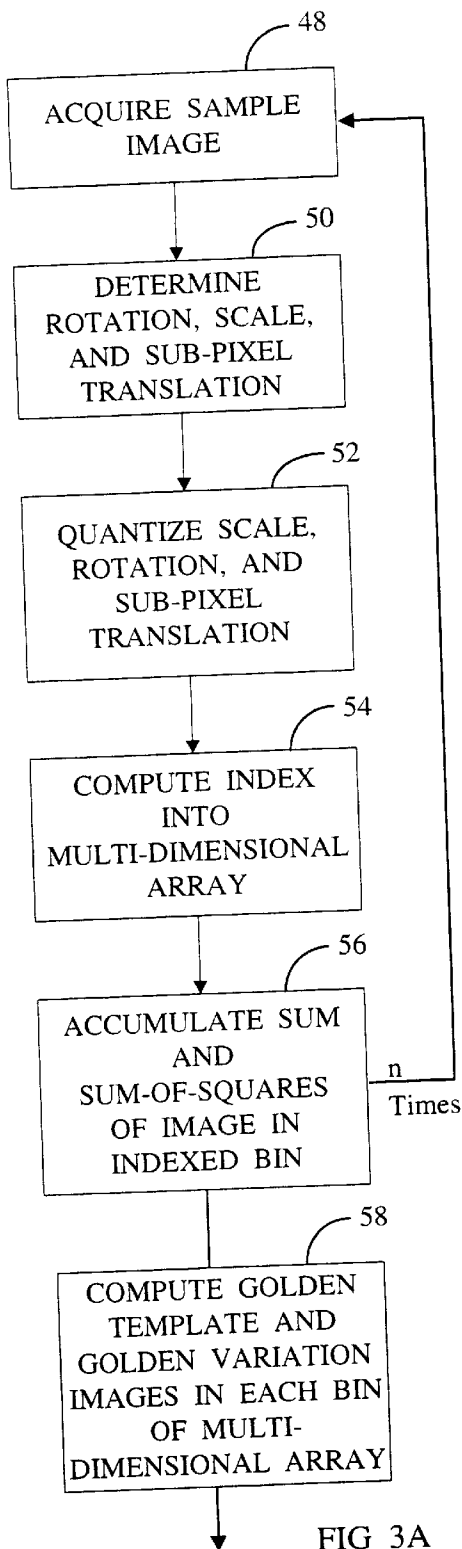 48
ACQUIRE SAMPLE
IMAGE
50
DETERMINE
ROTATION, SCALE,
AND SUB-PIXEL
TRANSLATION
52
QUANTIZE SCALE,
ROTATION, AND
SUB-PIXEL
TRANSLATION
54
COMPUTE INDEX
INTO
MULTI-DIMENSIONAL
ARRAY
56
ACCUMULATE SUM
AND
SUM-OF-SQUARES
OF IMAGE IN
INDEXED BIN
n
Times
58
COMPUTE GOLDEN
TEMPLATE AND
GOLDEN VARIATION
IMAGES IN EACH BIN
OF MULTI-
DIMENSIONAL ARRAY
FIG 3A